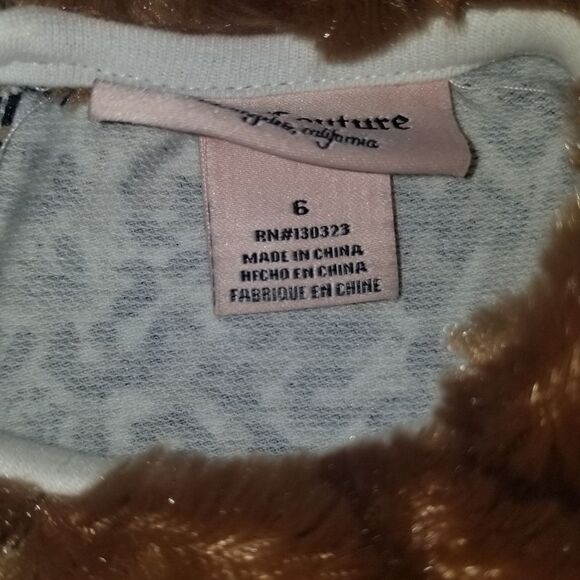 Couture
california
6
RN#130323
MADE IN CHINA
HECHO EN CHINA
FABRIQUE EN CHINE